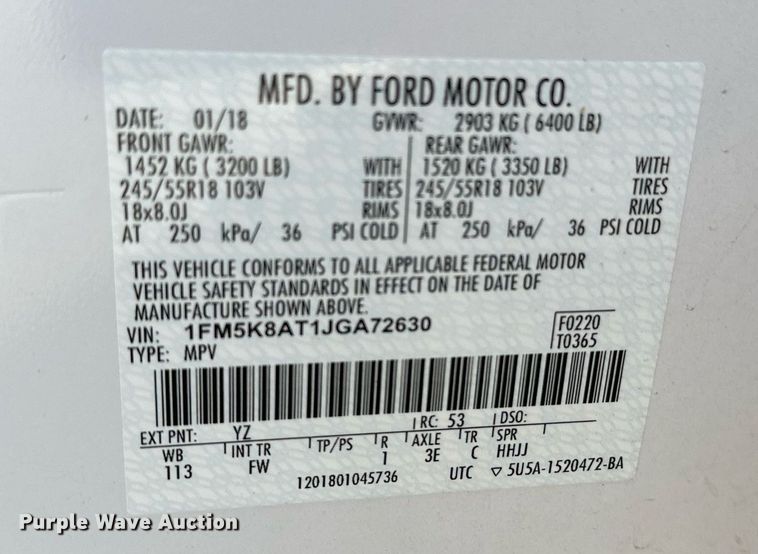 MFD. BY FORD MOTOR CO.
DATE: 01/18 GVWR: 2903 KG ( 6400 LB)
FRONT GAWR: REAR GAWR:
1452 KG ( 3200 LB) WITH 1520 KG ( 3350 LB) WITH
245/55R18 103V TIRES 245/55R18 103V TIRES
18x8.0J RIMS 18x8.0J RIMS
AT 250 kPa/ 36 PSI COLD AT 250 kPa/ 36 PSI COLD
THIS VEHICLE CONFORMS TO ALL APPLICABLE FEDERAL MOTOR
VEHICLE SAFETY STANDARDS IN EFFECT ON THE DATE OF
MANUFACTURE SHOWN ABOVE.
VIN: 1FM5K8AT1JGA72630 F0220
TYPE: MPV T0365
EXT PNT: YZ RC: 53 DSO:
WB INT TR TP/PS R AXLE TR SPR
113 FW 1 3E C HHJJ
1201801045736 UTC ▽ 5U5A-1520472-BA
Purple Wave Auction